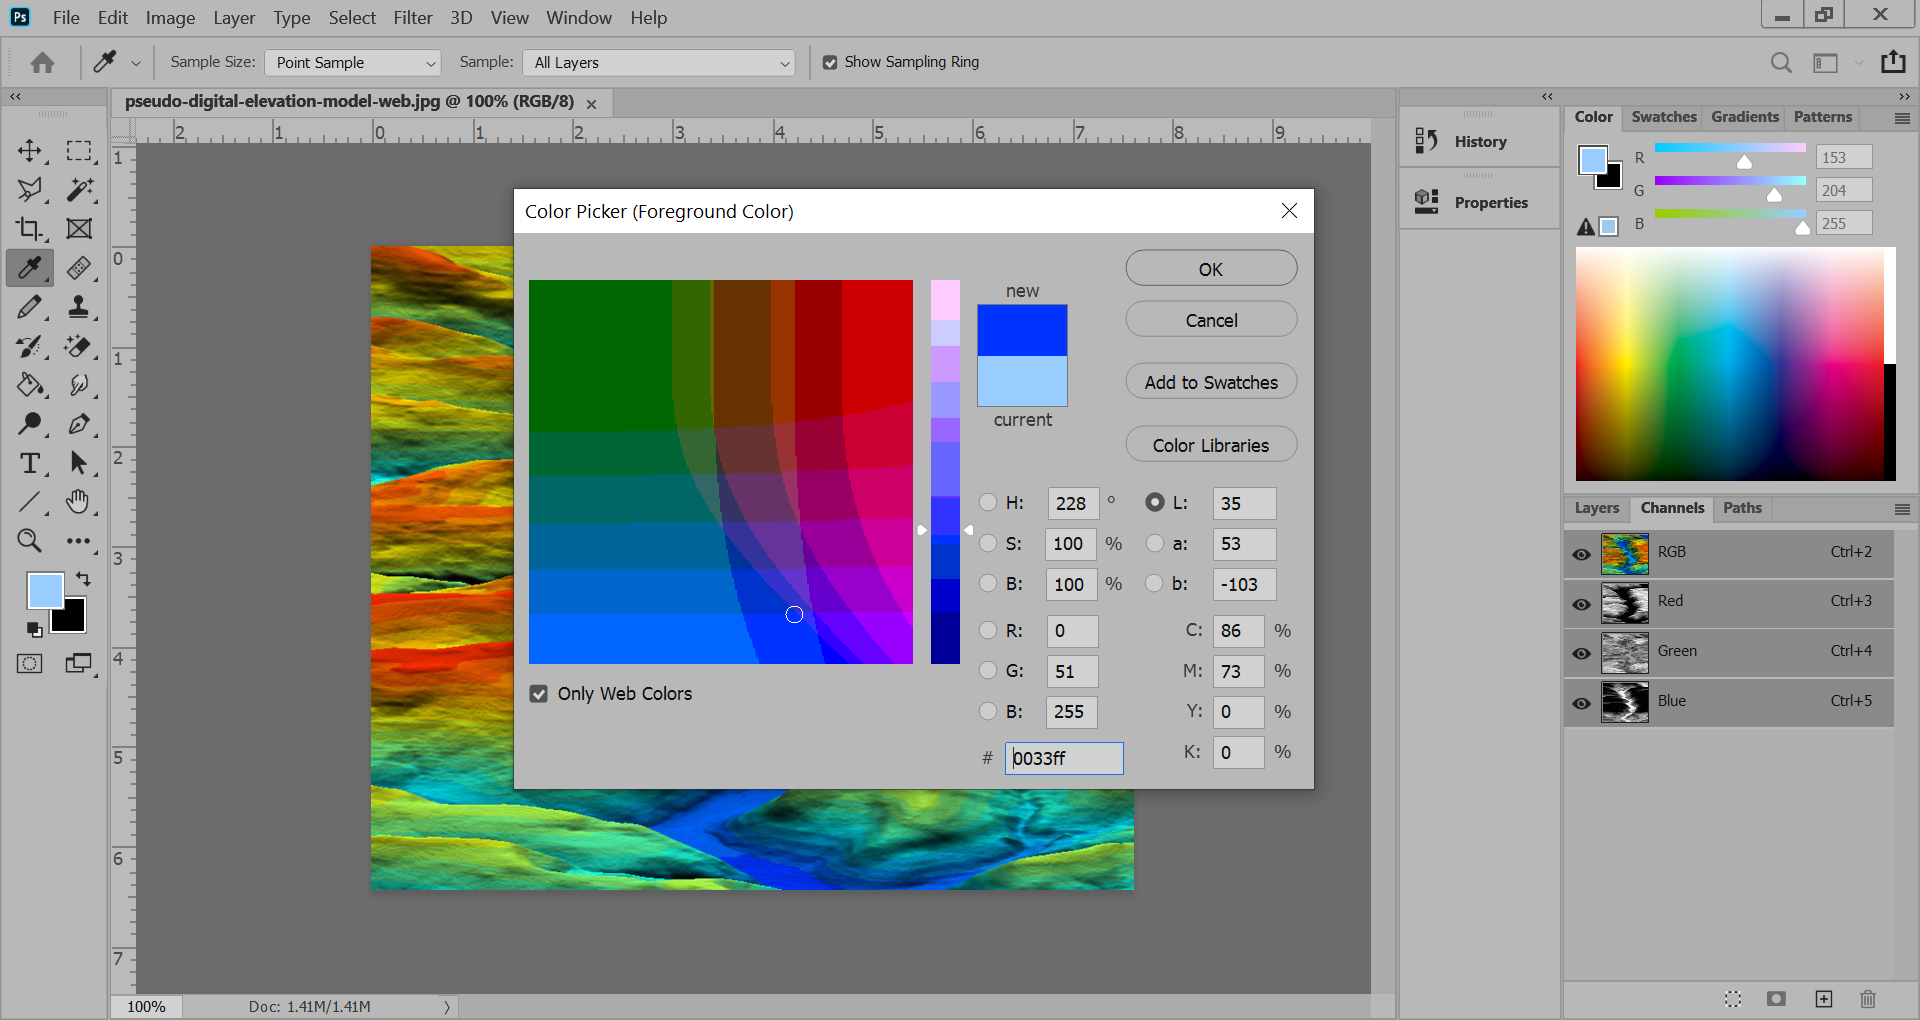 Ps File Edit Image Layer Type Select Filter 3D View Window Help
Sample Size: Point Sample Sample: All Layers Show Sampling Ring
pseudo-digital-elevation-model-web.jpg @ 100% (RGB/8)
2 1 0 1 2 3 4 5 6 7 8 9
1
0
1
2
3
4
5
6
7
Color Picker (Foreground Color)
new
current
OK
Cancel
Add to Swatches
Color Libraries
Only Web Colors
H: 228 ° L: 35
S: 100 % a: 53
B: 100 % b: -103
R: 0 C: 86 %
G: 51 M: 73 %
B: 255 Y: 0 %
# 0033ff K: 0 %
History
Properties
Color Swatches Gradients Patterns
R 153
G 204
B 255
Layers Channels Paths
RGB Ctrl+2
Red Ctrl+3
Green Ctrl+4
Blue Ctrl+5
T
100% Doc: 1.41M/1.41M